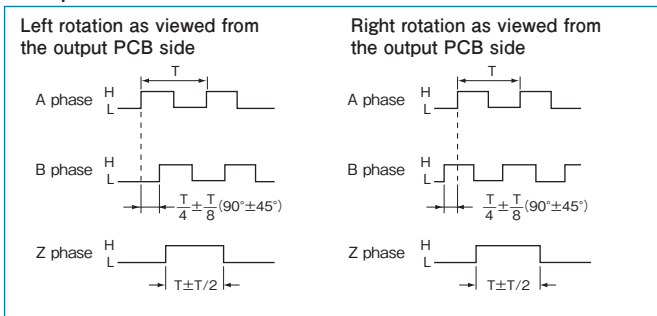 Left rotation as viewed from
the output PCB side
T
A phase H
L
B phase H
L
T/4±T/8(90°±45°)
Z phase H
L
T±T/2
Right rotation as viewed from
the output PCB side
T
A phase H
L
B phase H
L
T/4±T/8(90°±45°)
Z phase H
L
T±T/2